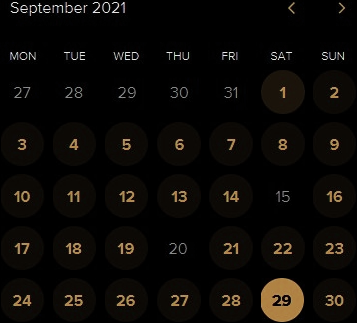 September 2021
MON TUE WED THU FRI SAT SUN
27 28 29 30 31 1 2
3 4 5 6 7 8 9
10 11 12 13 14 15 16
17 18 19 20 21 22 23
24 25 26 27 28 29 30